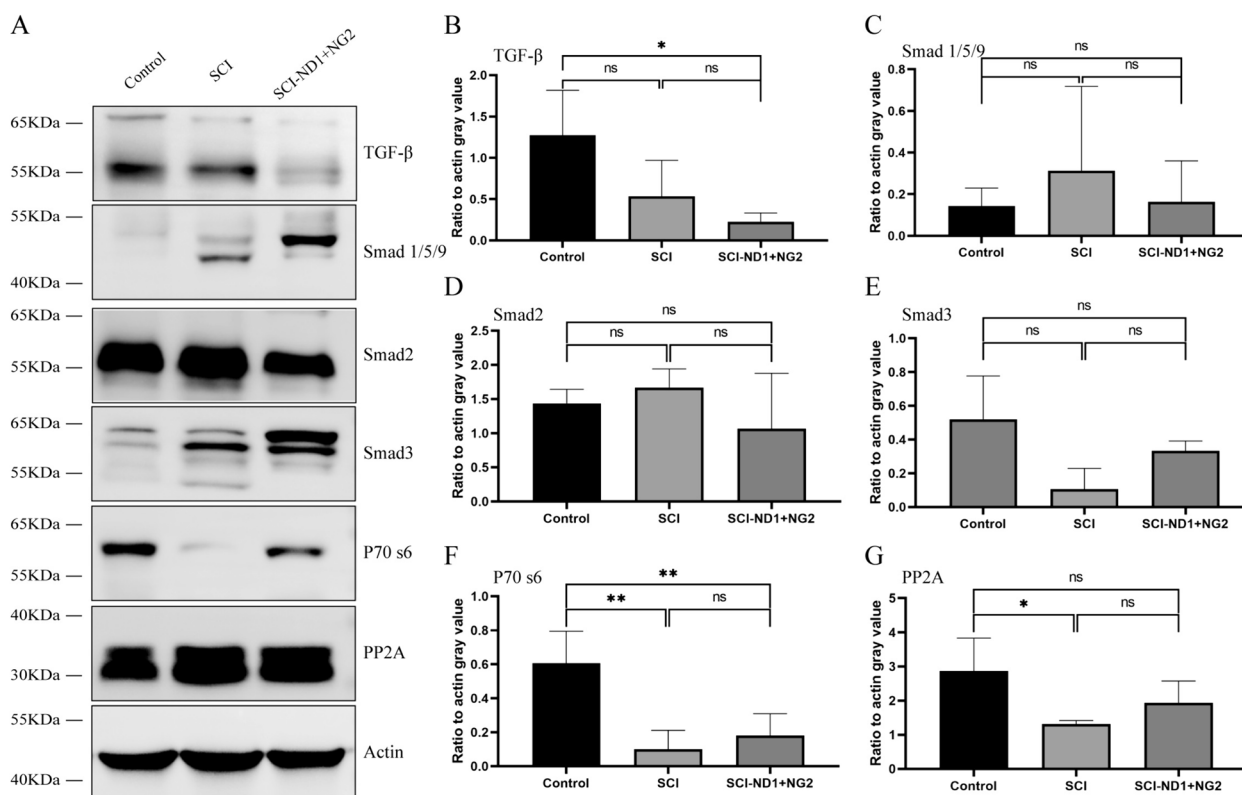 A
Control
SCI
SCI-ND1+NG2
65KDa
55KDa
TGF-β
55KDa
40KDa
Smad 1/5/9
65KDa
55KDa
Smad2
65KDa
55KDa
Smad3
65KDa
55KDa
P70 s6
40KDa
30KDa
PP2A
55KDa
40KDa
Actin
B
TGF-β
*
ns
ns
Ratio to actin gray value
2.0
1.5
1.0
0.5
0.0
Control
SCI
SCI-ND1+NG2
C
Smad 1/5/9
ns
ns
ns
Ratio to actin gray value
0.8
0.6
0.4
0.2
0.0
Control
SCI
SCI-ND1+NG2
D
Smad2
ns
ns
ns
Ratio to actin gray value
2.5
2.0
1.5
1.0
0.5
0.0
Control
SCI
SCI-ND1+NG2
E
Smad3
ns
ns
ns
Ratio to actin gray value
1.0
0.8
0.6
0.4
0.2
0.0
Control
SCI
SCI-ND1+NG2
F
P70 s6
**
**
ns
Ratio to actin gray value
1.0
0.8
0.6
0.4
0.2
0.0
Control
SCI
SCI-ND1+NG2
G
PP2A
ns
*
ns
Ratio to actin gray value
5
4
3
2
1
0
Control
SCI
SCI-ND1+NG2